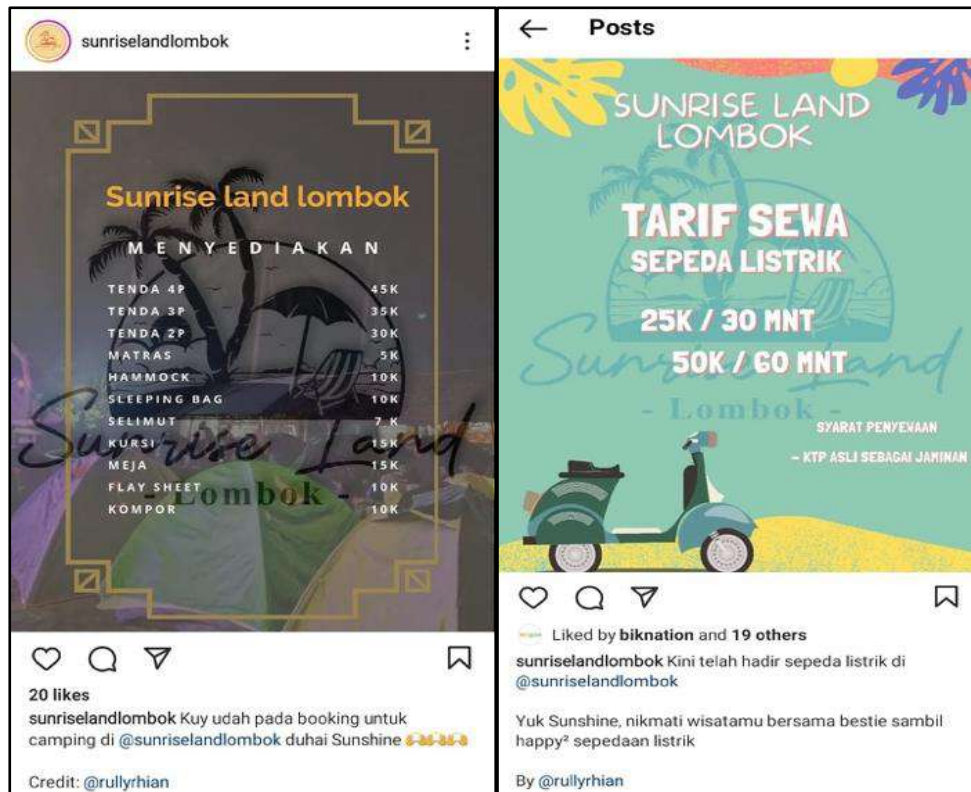 sunriselandlombok
Sunrise land lombok
MENYEDIAKAN
TENDA 4P 45K
TENDA 3P 35K
TENDA 2P 30K
MATRAS 5K
HAMMOCK 10K
SLEEPING BAG 10K
SELIMUT 7 K
KURSI 15K
MEJA 15K
FLAY SHEET 10K
KOMPOR 10K
Sunrise Land
- Lombok -
20 likes
sunriselandlombok Kuy udah pada booking untuk
camping di @sunriselandlombok duhai Sunshine
Credit: @rullyrhian
Posts
SUNRISE LAND
LOMBOK
TARIF SEWA
SEPEDA LISTRIK
25K / 30 MNT
50K / 60 MNT
Sunrise Land
- Lombok -
SYARAT PENYEWAAN
- KTP ASLI SEBAGAI JAMINAN
Liked by biknation and 19 others
sunriselandlombok Kini telah hadir sepeda listrik di
@sunriselandlombok
Yuk Sunshine, nikmati wisatamu bersama bestie sambil
happy² sepedaan listrik
By @rullyrhian